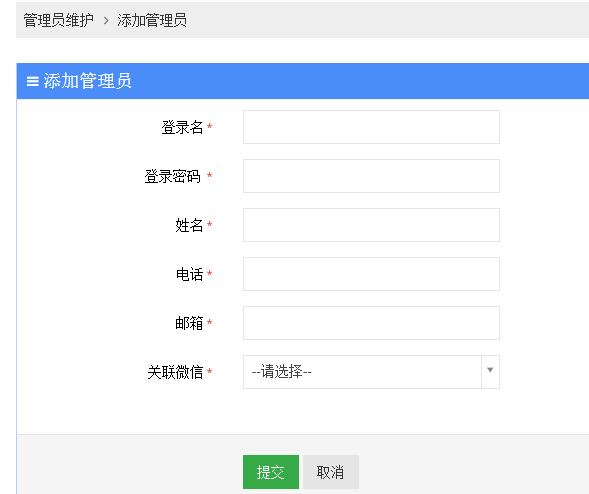 管理员维护 > 添加管理员
添加管理员
登录名 *
登录密码 *
姓名 *
电话 *
邮箱 *
关联微信 * --请选择--
提交 取消